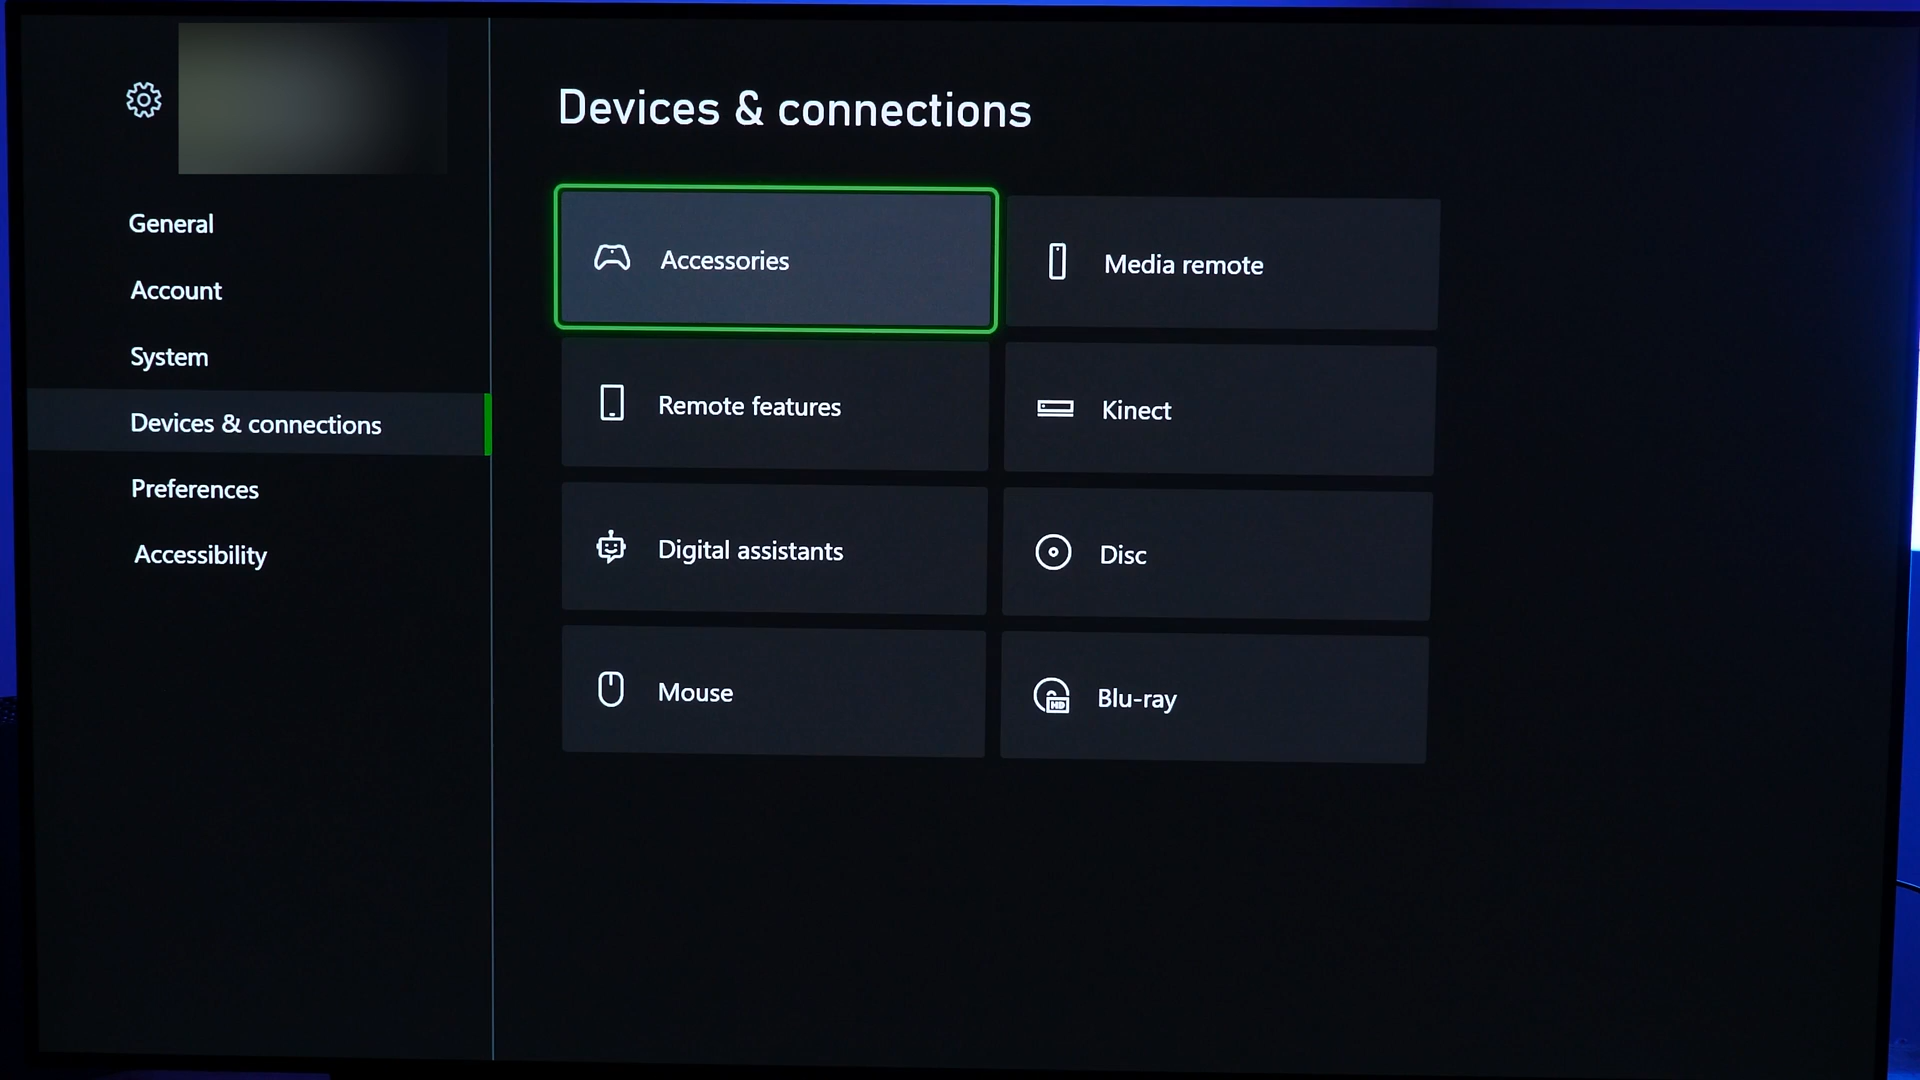 Devices & connections
General
Account
System
Devices & connections
Preferences
Accessibility
Accessories
Media remote
Remote features
Kinect
Digital assistants
Disc
Mouse
HD
Blu-ray